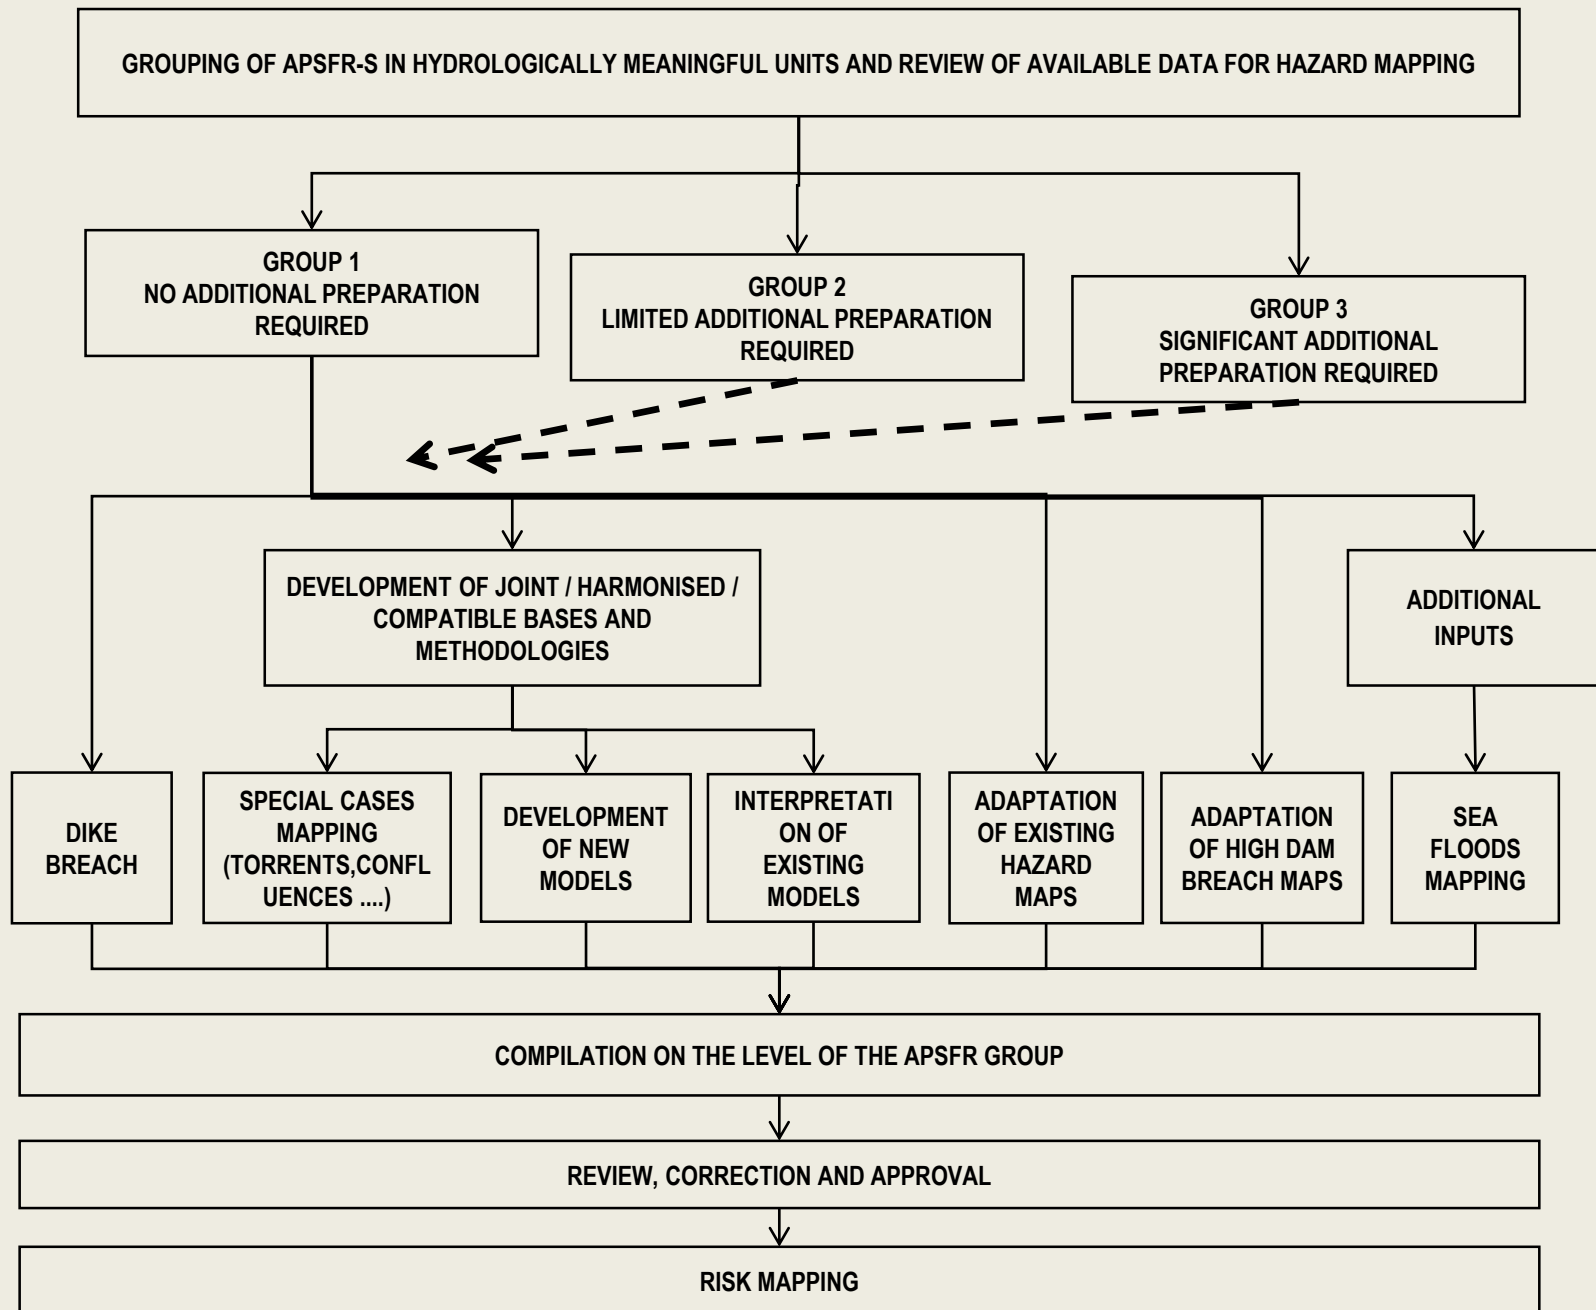 GROUPING OF APSFR-S IN HYDROLOGICALLY MEANINGFUL UNITS AND REVIEW OF AVAILABLE DATA FOR HAZARD MAPPING
GROUP 1
NO ADDITIONAL PREPARATION
REQUIRED
GROUP 2
LIMITED ADDITIONAL PREPARATION
REQUIRED
GROUP 3
SIGNIFICANT ADDITIONAL
PREPARATION REQUIRED
DEVELOPMENT OF JOINT / HARMONISED /
COMPATIBLE BASES AND
METHODOLOGIES
ADDITIONAL
INPUTS
DIKE
BREACH
SPECIAL CASES
MAPPING
(TORRENTS,CONFL
UENCES ....)
DEVELOPMENT
OF NEW
MODELS
INTERPRETATI
ON OF
EXISTING
MODELS
ADAPTATION
OF EXISTING
HAZARD
MAPS
ADAPTATION
OF HIGH DAM
BREACH MAPS
SEA
FLOODS
MAPPING
COMPILATION ON THE LEVEL OF THE APSFR GROUP
REVIEW, CORRECTION AND APPROVAL
RISK MAPPING